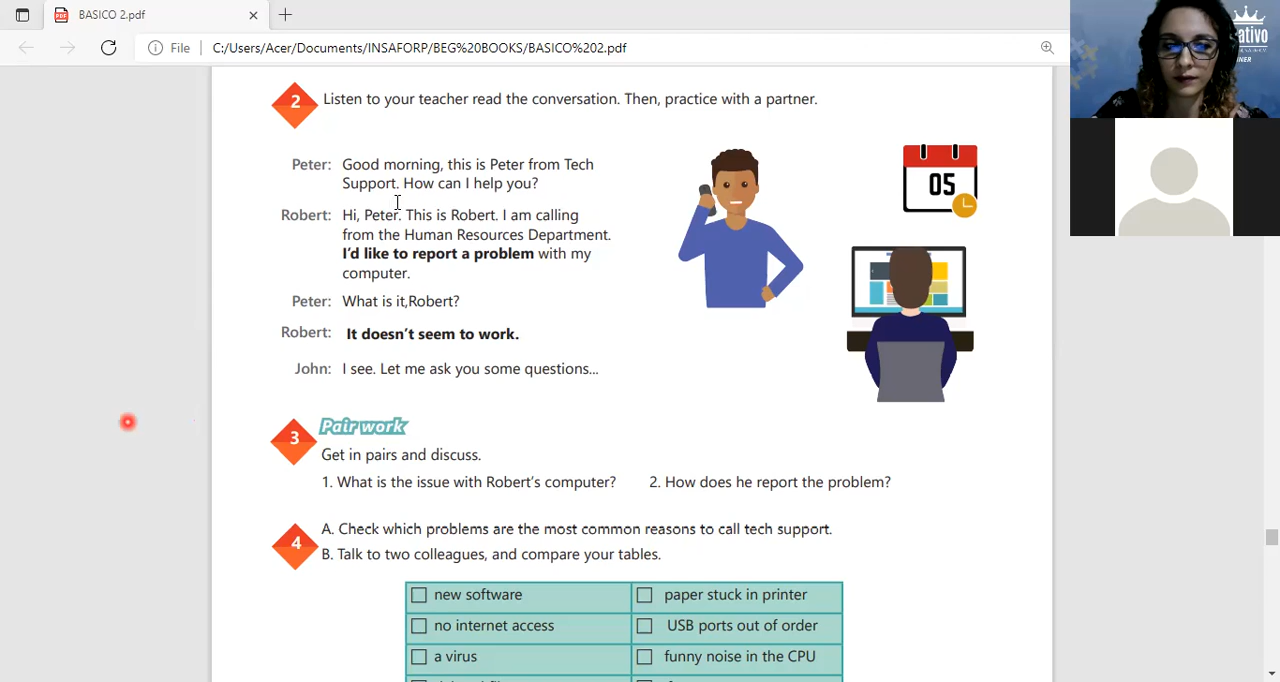 BASICO 2.pdf
File
C:/Users/Acer/Documents/INSAFORP/BEG%20BOOKS/BASICO%202.pdf
ativo
NER
2
Listen to your teacher read the conversation. Then, practice with a partner.
Peter: Good morning, this is Peter from Tech
Support. How can I help you?
Robert: Hi, Peter. This is Robert. I am calling
from the Human Resources Department.
I'd like to report a problem with my
computer.
Peter: What is it,Robert?
Robert: It doesn't seem to work.
John: I see. Let me ask you some questions...
05
3
Pair work
Get in pairs and discuss.
1. What is the issue with Robert's computer? 2. How does he report the problem?
4
A. Check which problems are the most common reasons to call tech support.
B. Talk to two colleagues, and compare your tables.
new software paper stuck in printer
no internet access USB ports out of order
a virus funny noise in the CPU